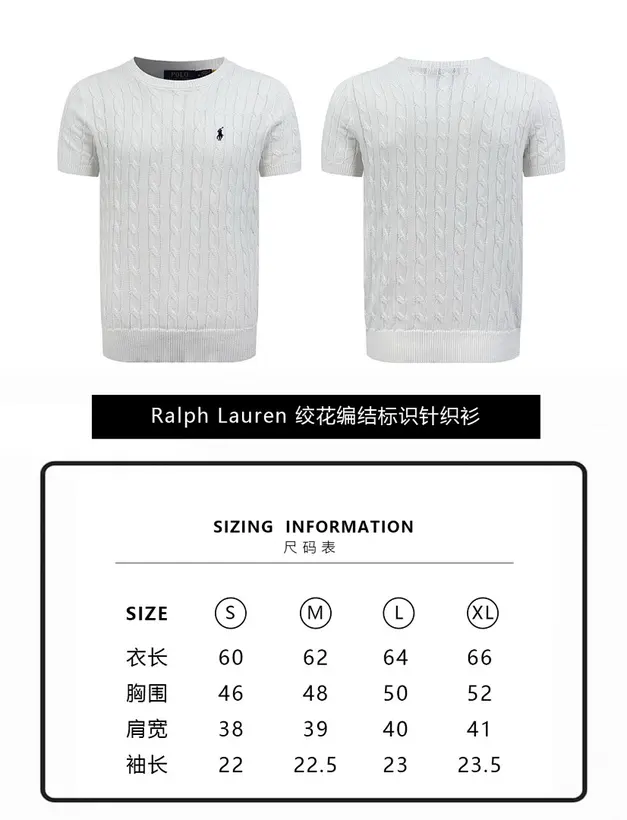 POLO
Ralph Lauren 绞花编结标识针织衫
SIZING INFORMATION
尺码表
SIZE S M L XL
衣长 60 62 64 66
胸围 46 48 50 52
肩宽 38 39 40 41
袖长 22 22.5 23 23.5